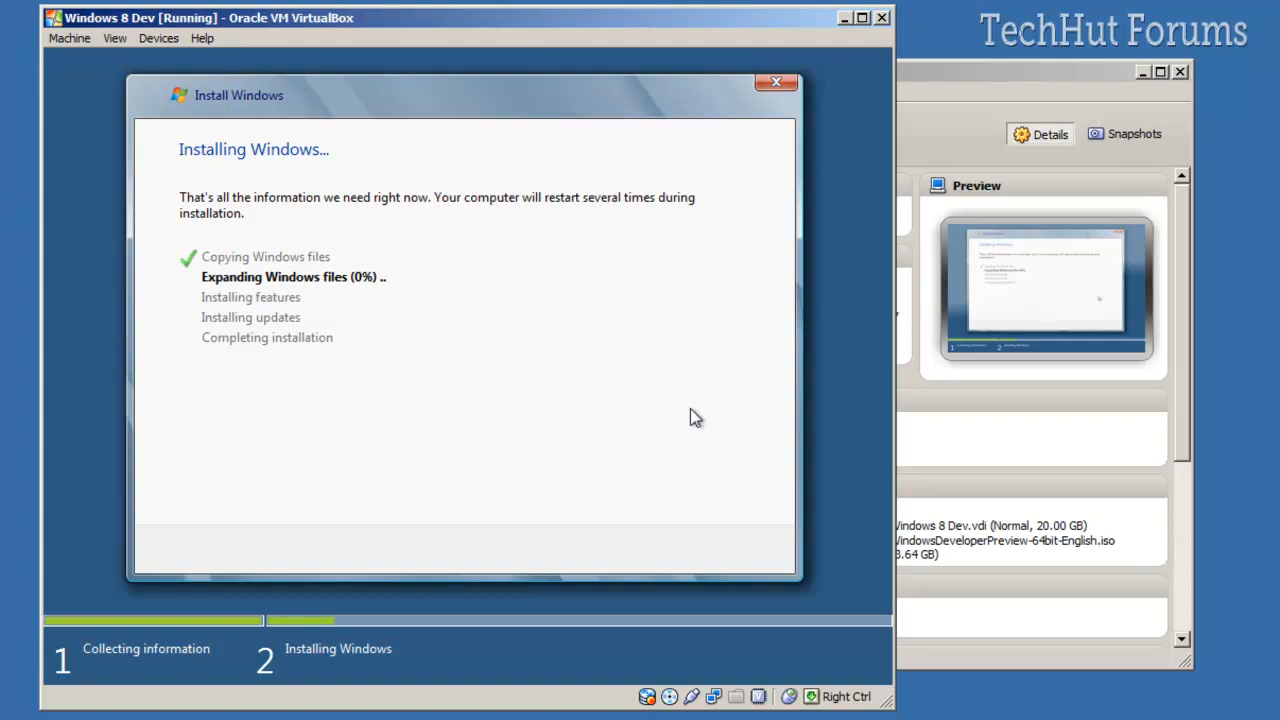 Windows 8 Dev [Running] - Oracle VM VirtualBox
TechHut Forums
Machine View Devices Help
Install Windows
Installing Windows...
That's all the information we need right now. Your computer will restart several times during
installation.
Copying Windows files
Expanding Windows files (0%) ..
Installing features
Installing updates
Completing installation
1 Collecting information 2 Installing Windows
Right Ctrl
Details Snapshots
Preview
Windows 8 Dev.vdi (Normal, 20.00 GB)
WindowsDeveloperPreview-64bit-English.iso
3.64 GB)